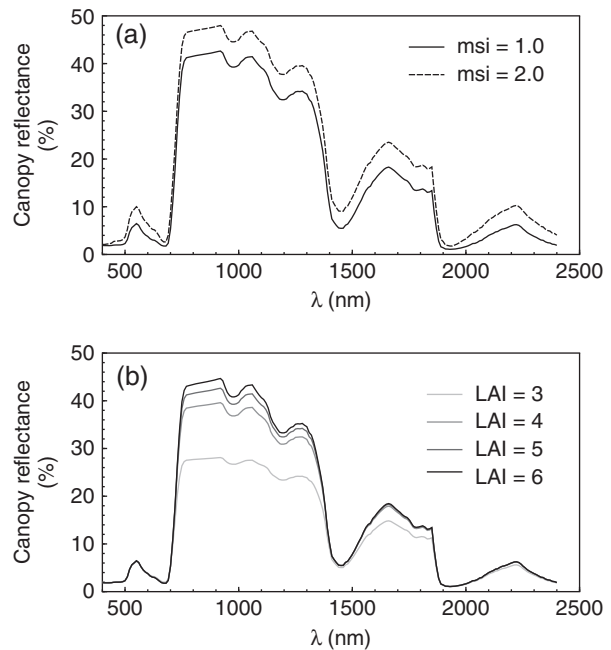 (a)
msi = 1.0
msi = 2.0
Canopy reflectance
(%)
50
40
30
20
10
0
500 1000 1500 2000 2500
λ (nm)
(b)
LAI = 3
LAI = 4
LAI = 5
LAI = 6
Canopy reflectance
(%)
50
40
30
20
10
0
500 1000 1500 2000 2500
λ (nm)